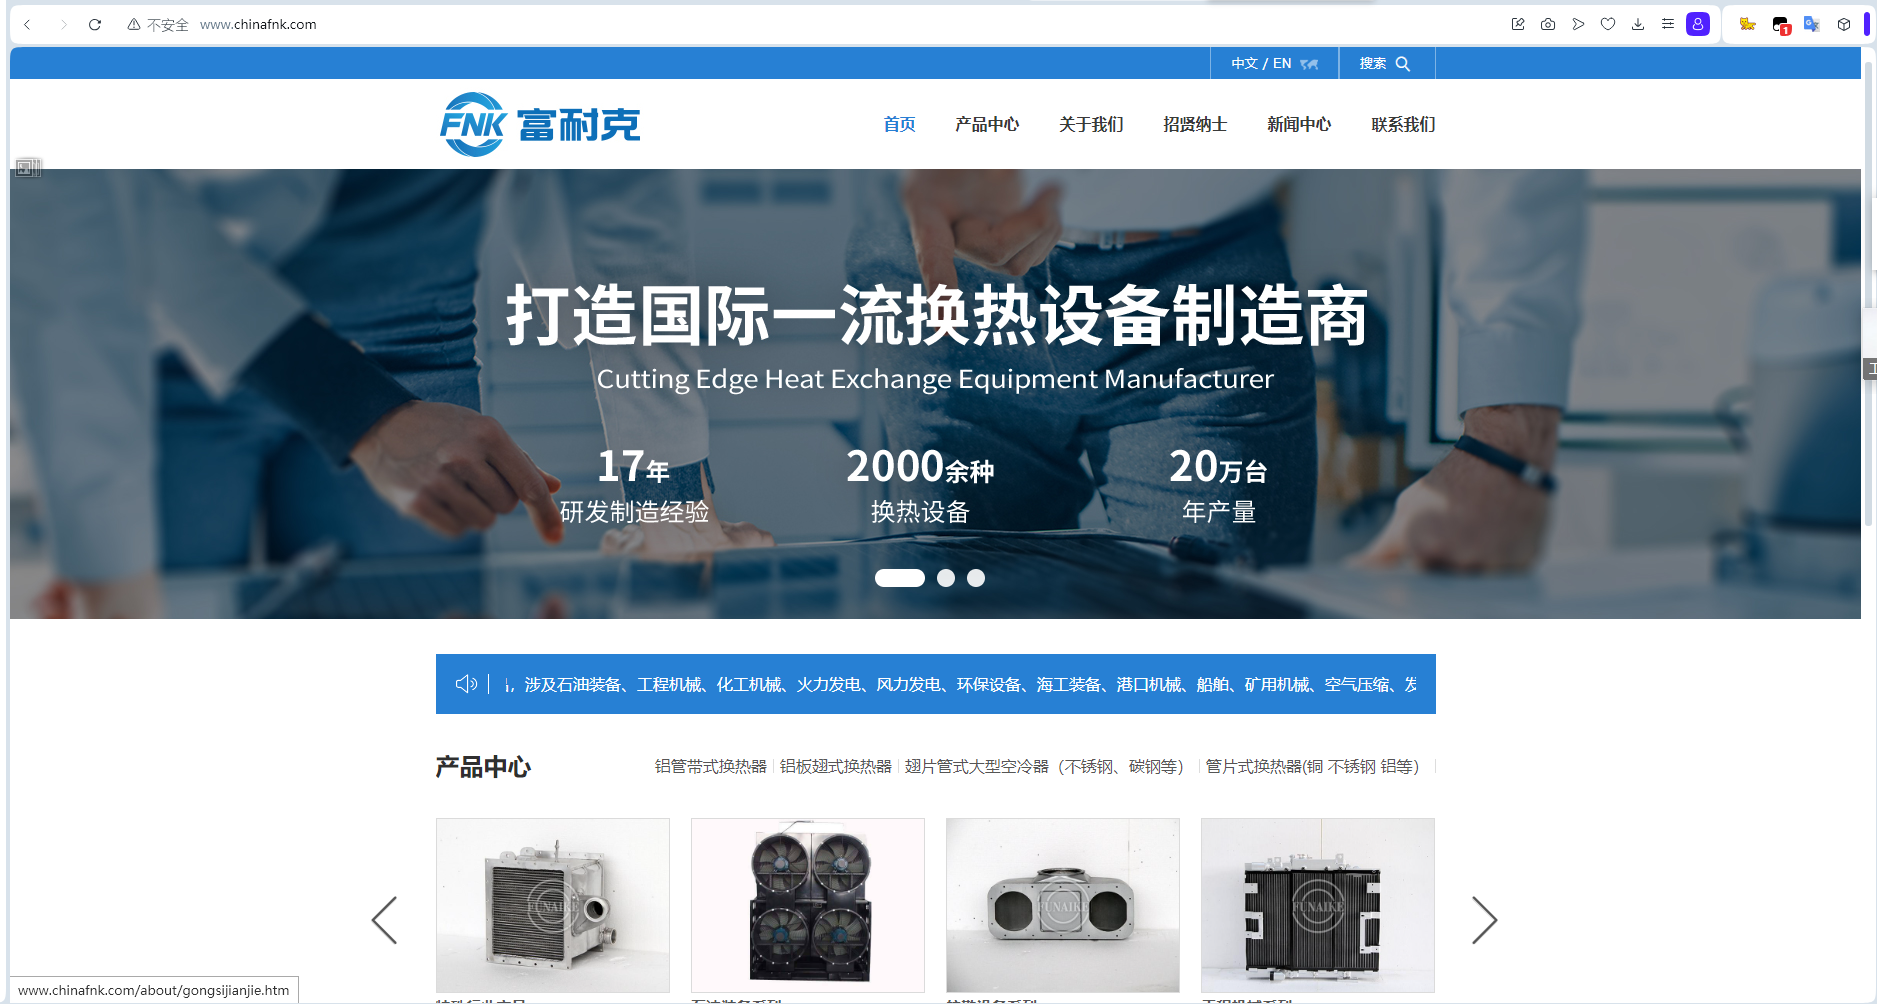 不安全 www.chinafnk.com
1
中文 / EN
搜索
FNK 富耐克
首页 产品中心 关于我们 招贤纳士 新闻中心 联系我们
打造国际一流换热设备制造商
Cutting Edge Heat Exchange Equipment Manufacturer
17年 2000余种 20万台
研发制造经验 换热设备 年产量
，涉及石油装备、工程机械、化工机械、火力发电、风力发电、环保设备、海工装备、港口机械、船舶、矿用机械、空气压缩、发
产品中心
铝管带式换热器 铝板翅式换热器 翅片管式大型空冷器（不锈钢、碳钢等） 管片式换热器(铜 不锈钢 铝等）
FUNAIKE
FUNAIKE
FUNAIKE
FUNAIKE
www.chinafnk.com/about/gongsijianjie.htm